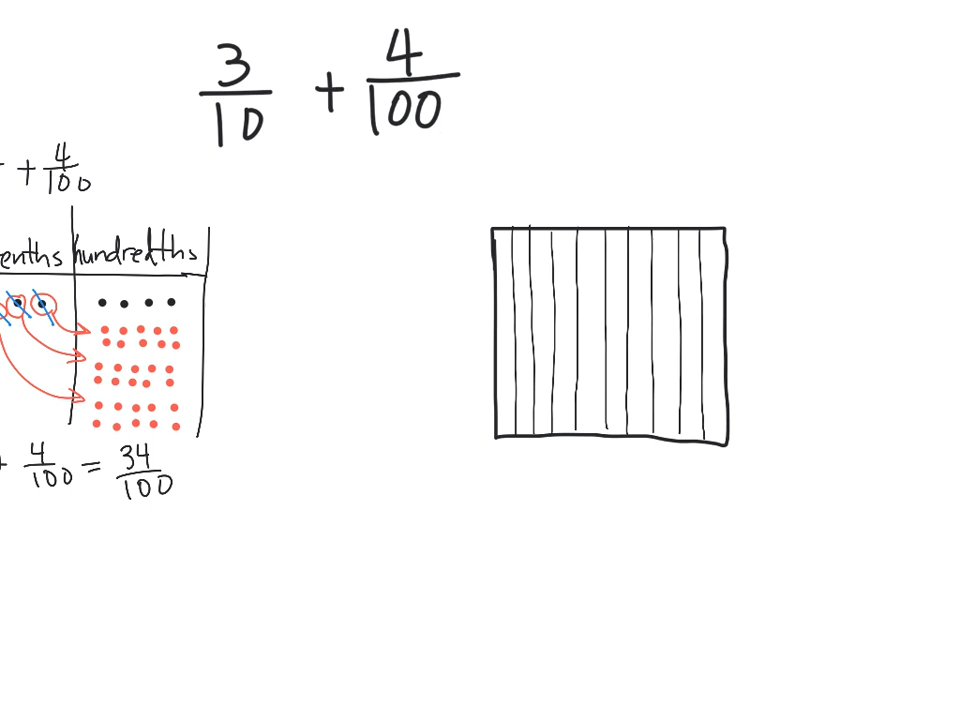 3/10 + 4/100
+ 4/100
enths hundredths
+ 4/100 = 34/100